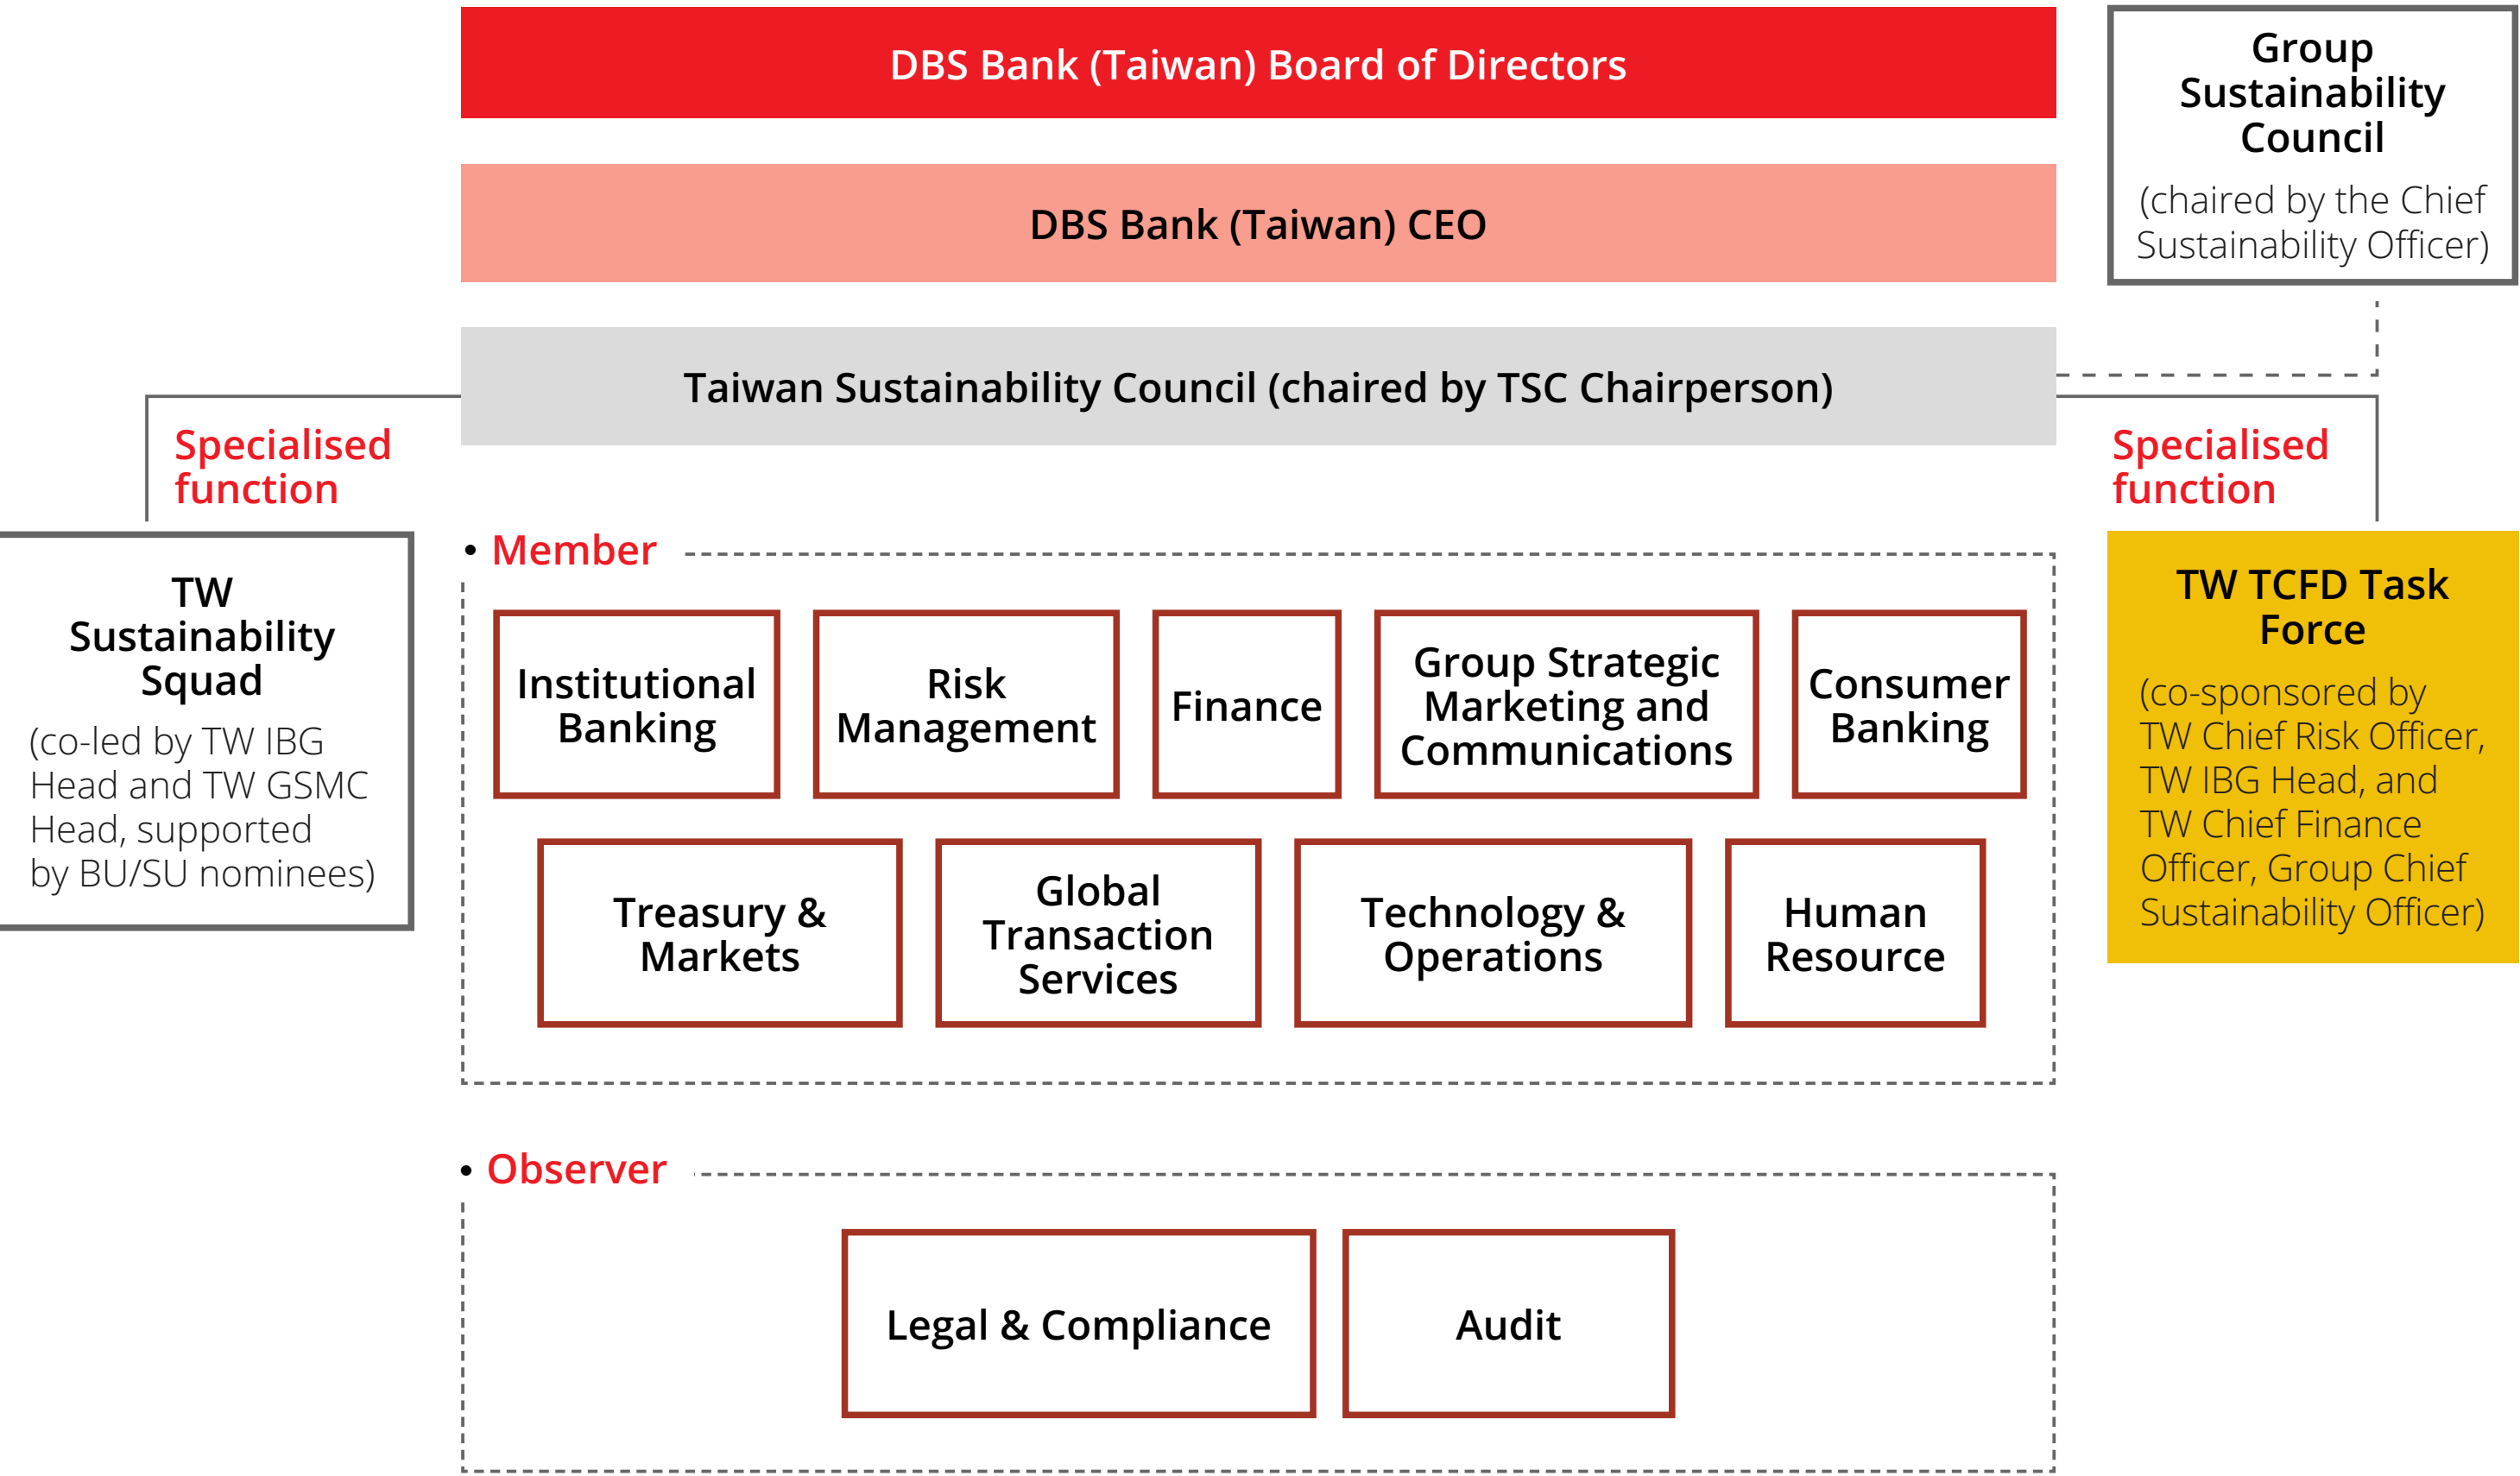 DBS Bank (Taiwan) Board of Directors
Group
Sustainability
Council
(chaired by the Chief
Sustainability Officer)
DBS Bank (Taiwan) CEO
Taiwan Sustainability Council (chaired by TSC Chairperson)
Specialised
function
TW
Sustainability
Squad
(co-led by TW IBG
Head and TW GSMC
Head, supported
by BU/SU nominees)
Specialised
function
TW TCFD Task
Force
(co-sponsored by
TW Chief Risk Officer,
TW IBG Head, and
TW Chief Finance
Officer, Group Chief
Sustainability Officer)
• Member
Institutional
Banking
Risk
Management
Finance
Group Strategic
Marketing and
Communications
Consumer
Banking
Treasury &
Markets
Global
Transaction
Services
Technology &
Operations
Human
Resource
• Observer
Legal & Compliance
Audit